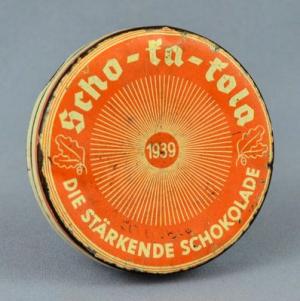 Scho-ka-kola
1939
DIE STÄRKENDE SCHOKOLADE